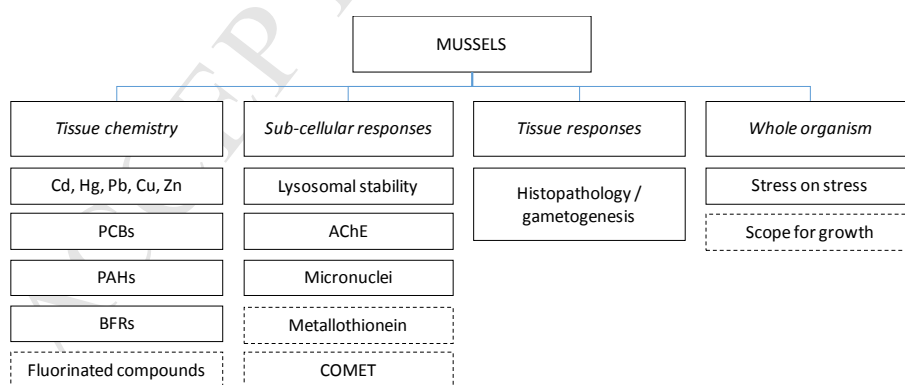 MUSSELS
Tissue chemistry
Sub-cellular responses
Tissue responses
Whole organism
Cd, Hg, Pb, Cu, Zn
Lysosomal stability
Histopathology /
gametogenesis
Stress on stress
PCBs
AChE
Scope for growth
PAHs
Micronuclei
BFRs
Metallothionein
Fluorinated compounds
COMET
ACCEP